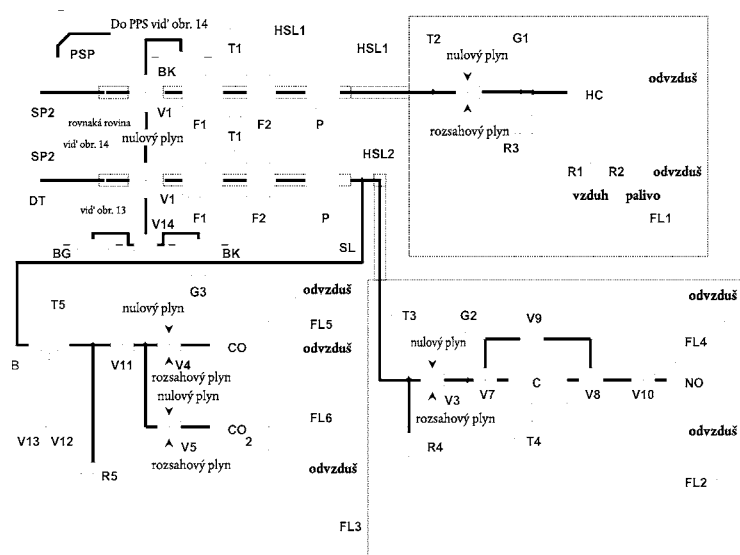 Do PPS viď obr. 14
PSP
T1
HSL1
HSL1
T2
G1
nulový plyn
BK
odvzduš
SP2
V1
F1
F2
P
HC
rovnaká rovina
nulový plyn
T1
rozsahový plyn
R3
viď obr. 14
SP2
HSL2
DT
V1
R1
R2
odvzduš
vzduh
palivo
viď obr. 13
F1
F2
P
FL1
V14
BG
BK
SL
G3
odvzduš
odvzduš
T5
nulový plyn
FL5
T3
G2
V9
nulový plyn
FL4
B
V11
V4
CO
odvzduš
rozsahový plyn
nulový plyn
V3
V7
C
V8
V10
NO
rozsahový plyn
FL6
V13
V12
V5
CO 2
R4
T4
odvzduš
rozsahový plyn
odvzduš
R5
FL2
FL3